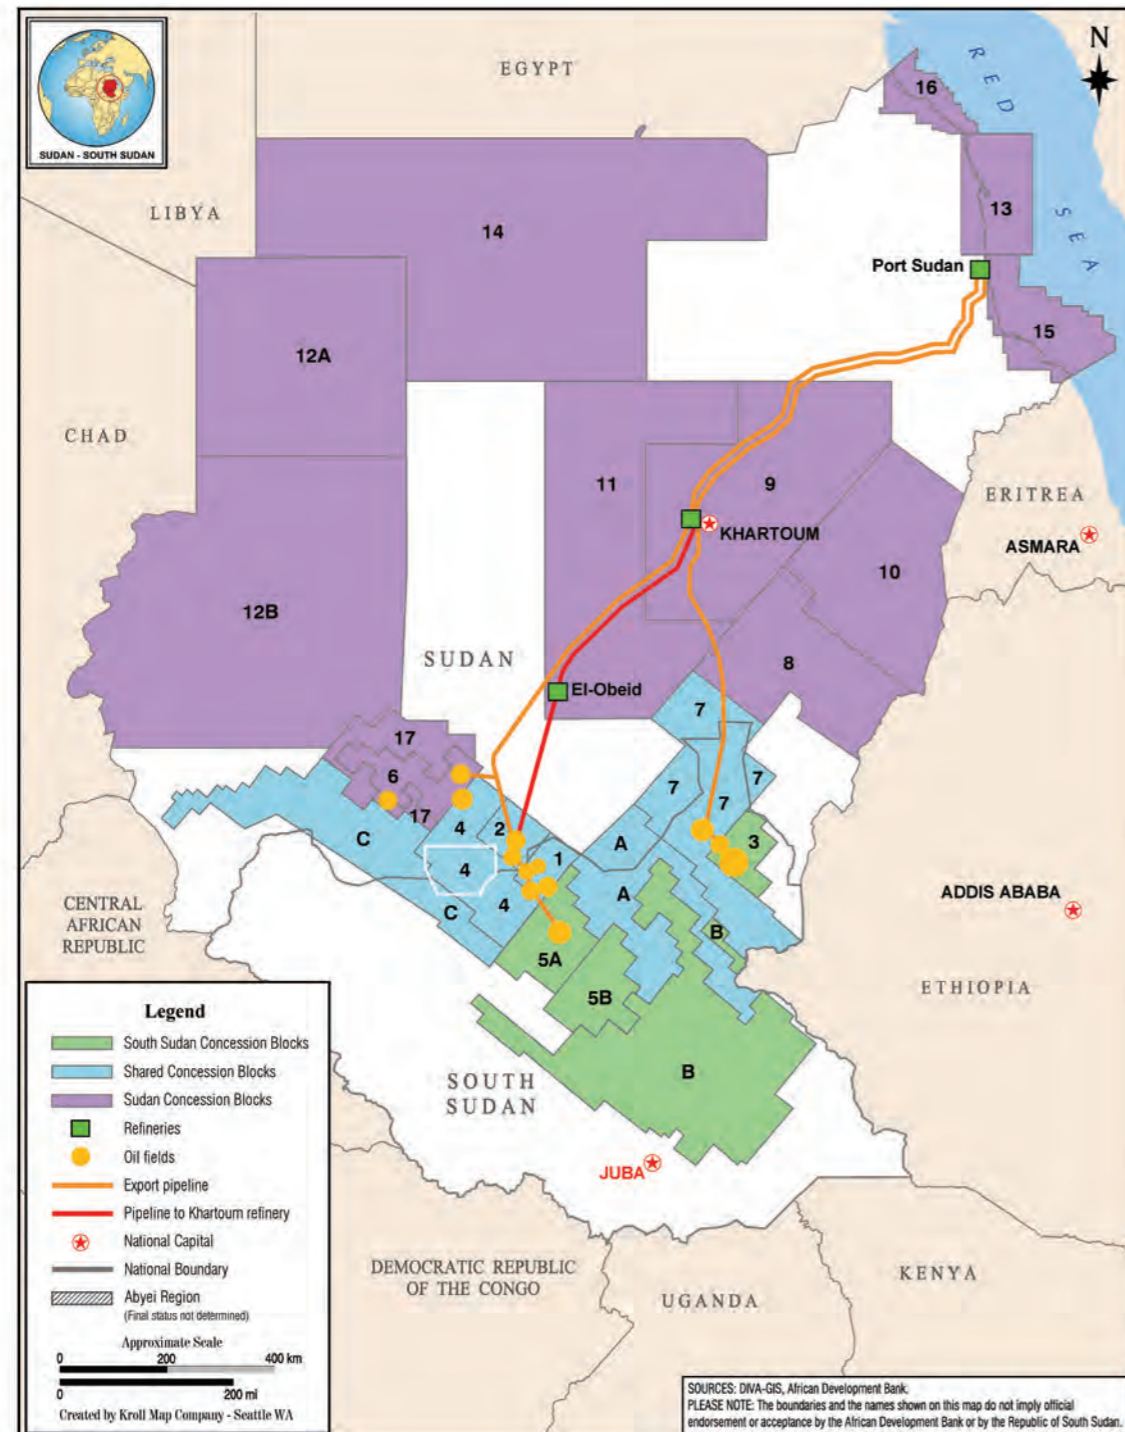 SUDAN - SOUTH SUDAN
EGYPT
N
RED
SEA
LIBYA
16
14
13
Port Sudan
15
12A
CHAD
11
9
ERITREA
KHARTOUM
ASMARA
10
12B
SUDAN
8
El-Obeid
7
17
6
7
7
7
17
4
2
C
A
1
3
4
A
ADDIS ABABA
CENTRAL
AFRICAN
REPUBLIC
C
4
B
5A
ETHIOPIA
5B
B
SOUTH
SUDAN
JUBA
Legend
South Sudan Concession Blocks
Shared Concession Blocks
Sudan Concession Blocks
Refineries
Oil fields
Export pipeline
Pipeline to Khartoum refinery
National Capital
National Boundary
Abyei Region
(Final status not determined)
Approximate Scale
0 200 400 km
0 200 mi
Created by Kroll Map Company - Seattle WA
DEMOCRATIC REPUBLIC
OF THE CONGO
UGANDA
KENYA
SOURCES: DIVA-GIS, African Development Bank.
PLEASE NOTE: The boundaries and the names shown on this map do not imply official
endorsement or acceptance by the African Development Bank or by the Republic of South Sudan.